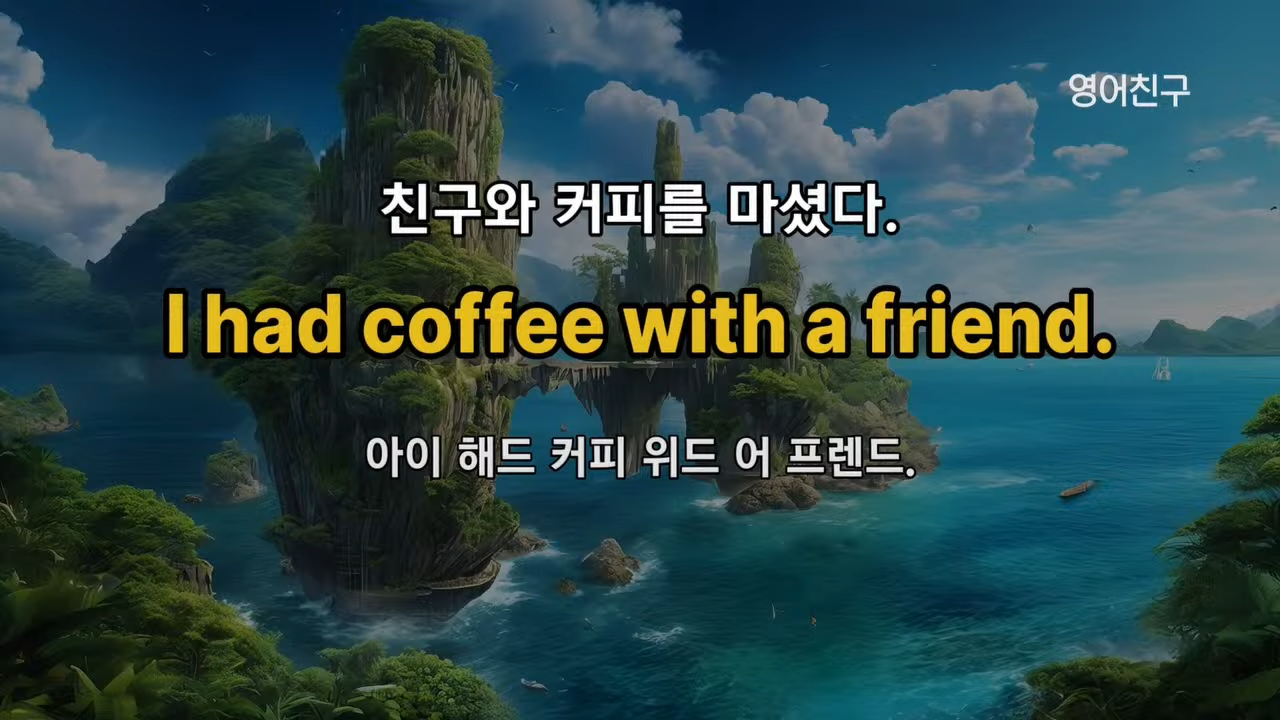 영어친구
친구와 커피를 마셨다.
I had coffee with a friend.
아이 해드 커피 위드 어 프렌드.